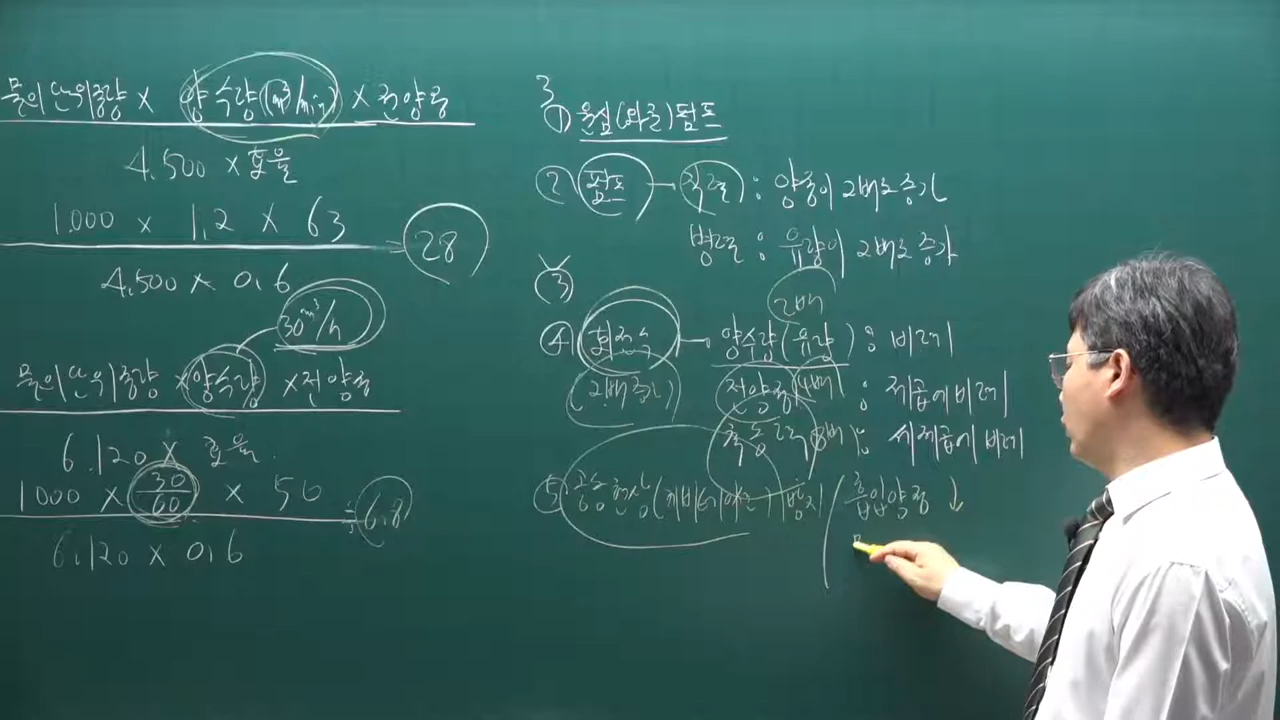 물의 단위중량 × 양수량(m³/min) × 전양정
4.500 × 효율
1.000 × 1.2 × 63
28
4.500 × 0.6
30m³/h
물의 단위중량 × 양수량 × 전양정
6.120 × 효율
1000 × 30/60 × 50
≒ 6.8
6.120 × 0.6
3
① 원심(와권)펌프
② 펌프 - 직렬 : 양정이 2배로 증가
병렬 : 유량이 2배로 증가
③
2배
④ 회전수 - 양수량(유량) : 비례
2배 증가 전양정(4배) : 제곱에 비례
축동력(8배) : 세제곱에 비례
⑤ 공동현상(캐비테이션) 방지 흡입양정 ↓